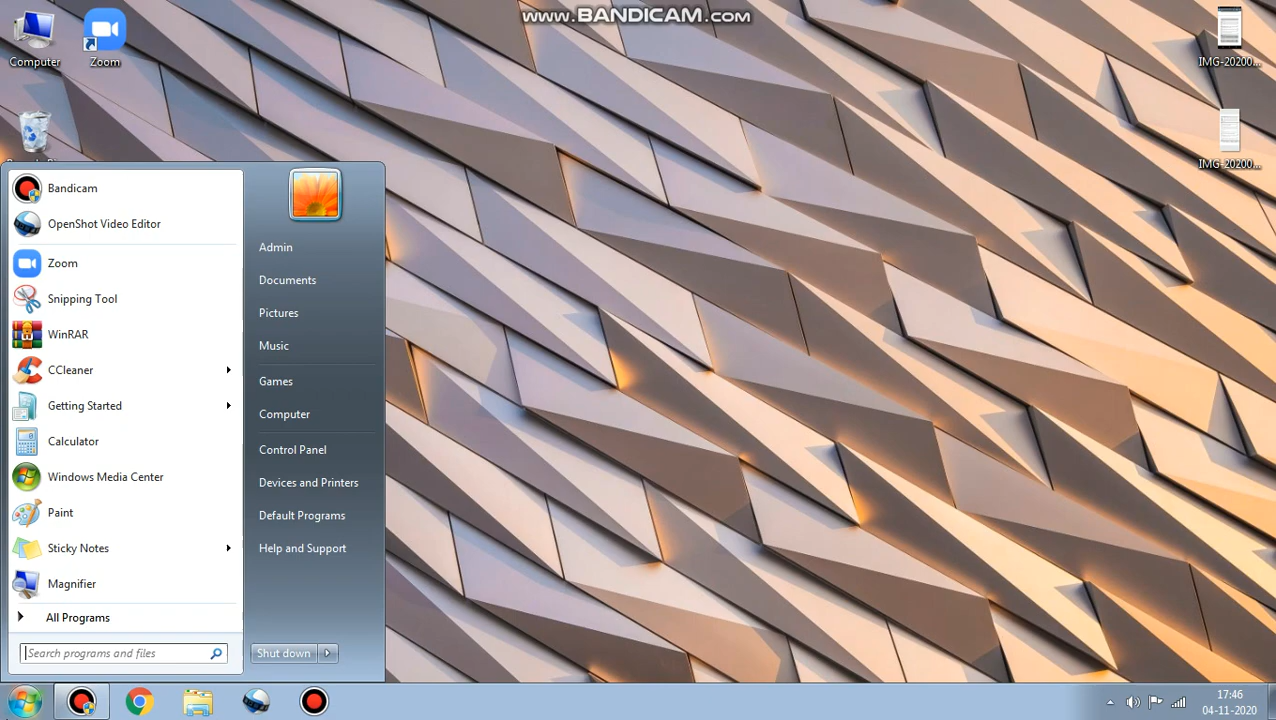 www.BANDICAM.com
Computer
Zoom
IMG-20200...
IMG-20200...
Bandicam
OpenShot Video Editor
Zoom
Snipping Tool
WinRAR
CCleaner
Getting Started
Calculator
Windows Media Center
Paint
Sticky Notes
Magnifier
All Programs
Search programs and files
Admin
Documents
Pictures
Music
Games
Computer
Control Panel
Devices and Printers
Default Programs
Help and Support
Shut down
17:46
04-11-2020